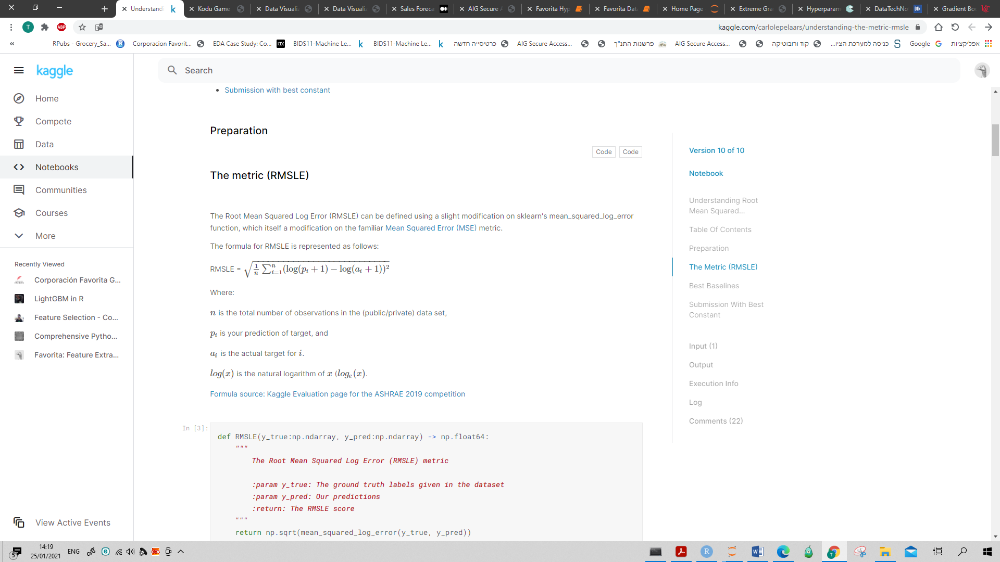 Understandi
Kodu Game
Data Visualiz
Data Visualiz
Sales Foreca
AIG Secure A
Favorita Hyp
Favorita Data
Home Page
Extreme Gra
Hyperparam
DataTechNo
Gradient Boo
T
ABP
kaggle.com/carlolepelaars/understanding-the-metric-rmsle
«
RPubs - Grocery_Sa...
Corporacion Favorit...
EDA Case Study: Co...
BIDS11-Machine Le...
BIDS11-Machine Le...
כרטיסייה חדשה
AIG Secure Access...
פרשנות התנ"ך
AIG Secure Access...
קוד ורובוטיקה
כניסה למערכת הציו...
Google
אפליקציות
kaggle
Search
Home
Compete
Data
Notebooks
Communities
Courses
More
Recently Viewed
Corporación Favorita G...
LightGBM in R
Feature Selection - Co...
Comprehensive Pytho...
Favorita: Feature Extra...
View Active Events
Submission with best constant
Preparation
Code Code
The metric (RMSLE)
The Root Mean Squared Log Error (RMSLE) can be defined using a slight modification on sklearn's mean_squared_log_error
function, which itself a modification on the familiar Mean Squared Error (MSE) metric.
The formula for RMSLE is represented as follows:
RMSLE = √(1/n ∑ⁿᵢ₌₁(log(pᵢ + 1) − log(aᵢ + 1))²)
Where:
n is the total number of observations in the (public/private) data set,
pᵢ is your prediction of target, and
aᵢ is the actual target for i.
log(x) is the natural logarithm of x (logₑ(x).
Formula source: Kaggle Evaluation page for the ASHRAE 2019 competition
In [3]:
def RMSLE(y_true:np.ndarray, y_pred:np.ndarray) -> np.float64:
"""
The Root Mean Squared Log Error (RMSLE) metric
:param y_true: The ground truth labels given in the dataset
:param y_pred: Our predictions
:return: The RMSLE score
"""
return np.sqrt(mean_squared_log_error(y_true, y_pred))
Version 10 of 10
Notebook
Understanding Root
Mean Squared...
Table Of Contents
Preparation
The Metric (RMSLE)
Best Baselines
Submission With Best
Constant
Input (1)
Output
Execution Info
Log
Comments (22)
5
14:19
25/01/2021
ENG